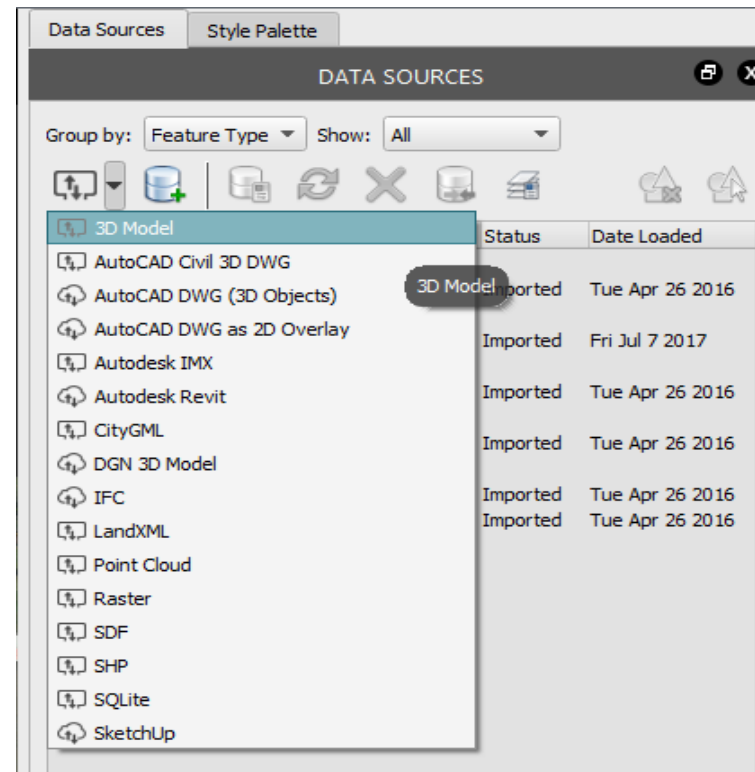 Data Sources Style Palette
DATA SOURCES
Group by: Feature Type Show: All
3D Model
Status Date Loaded
AutoCAD Civil 3D DWG
3D Model
AutoCAD DWG (3D Objects)
Imported Tue Apr 26 2016
AutoCAD DWG as 2D Overlay
Imported Fri Jul 7 2017
Autodesk IMX
Autodesk Revit
Imported Tue Apr 26 2016
CityGML
Imported Tue Apr 26 2016
DGN 3D Model
IFC
Imported Tue Apr 26 2016
Imported Tue Apr 26 2016
LandXML
Point Cloud
Raster
SDF
SHP
SQLite
SketchUp